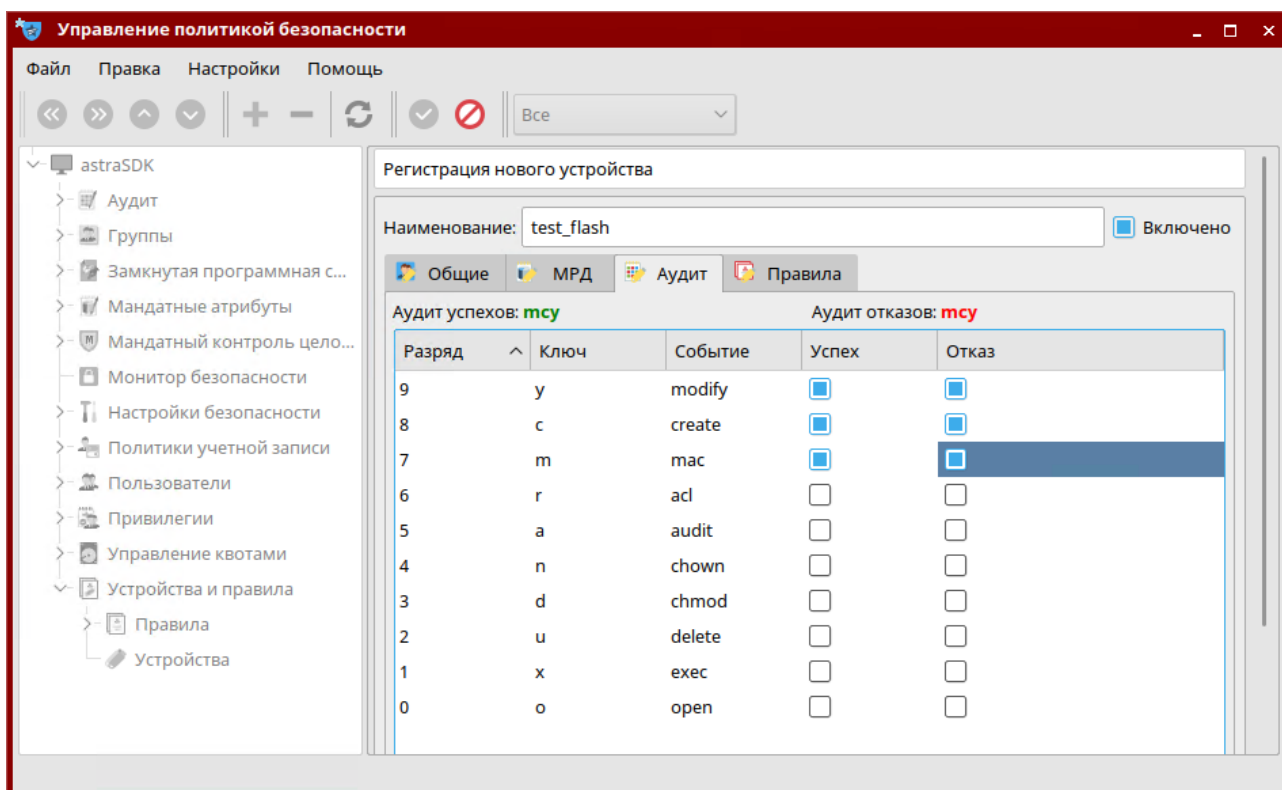 Управление политикой безопасности
Файл Правка Настройки Помощь
Все
astraSDK
Аудит
Группы
Замкнутая программная с...
Мандатные атрибуты
Мандатный контроль цело...
Монитор безопасности
Настройки безопасности
Политики учетной записи
Пользователи
Привилегии
Управление квотами
Устройства и правила
Правила
Устройства
Регистрация нового устройства
Наименование: test_flash Включено
Общие МРД Аудит Правила
Аудит успехов: mcy Аудит отказов: mcy
Разряд Ключ Событие Успех Отказ
9 y modify
8 c create
7 m mac
6 r acl
5 a audit
4 n chown
3 d chmod
2 u delete
1 x exec
0 o open